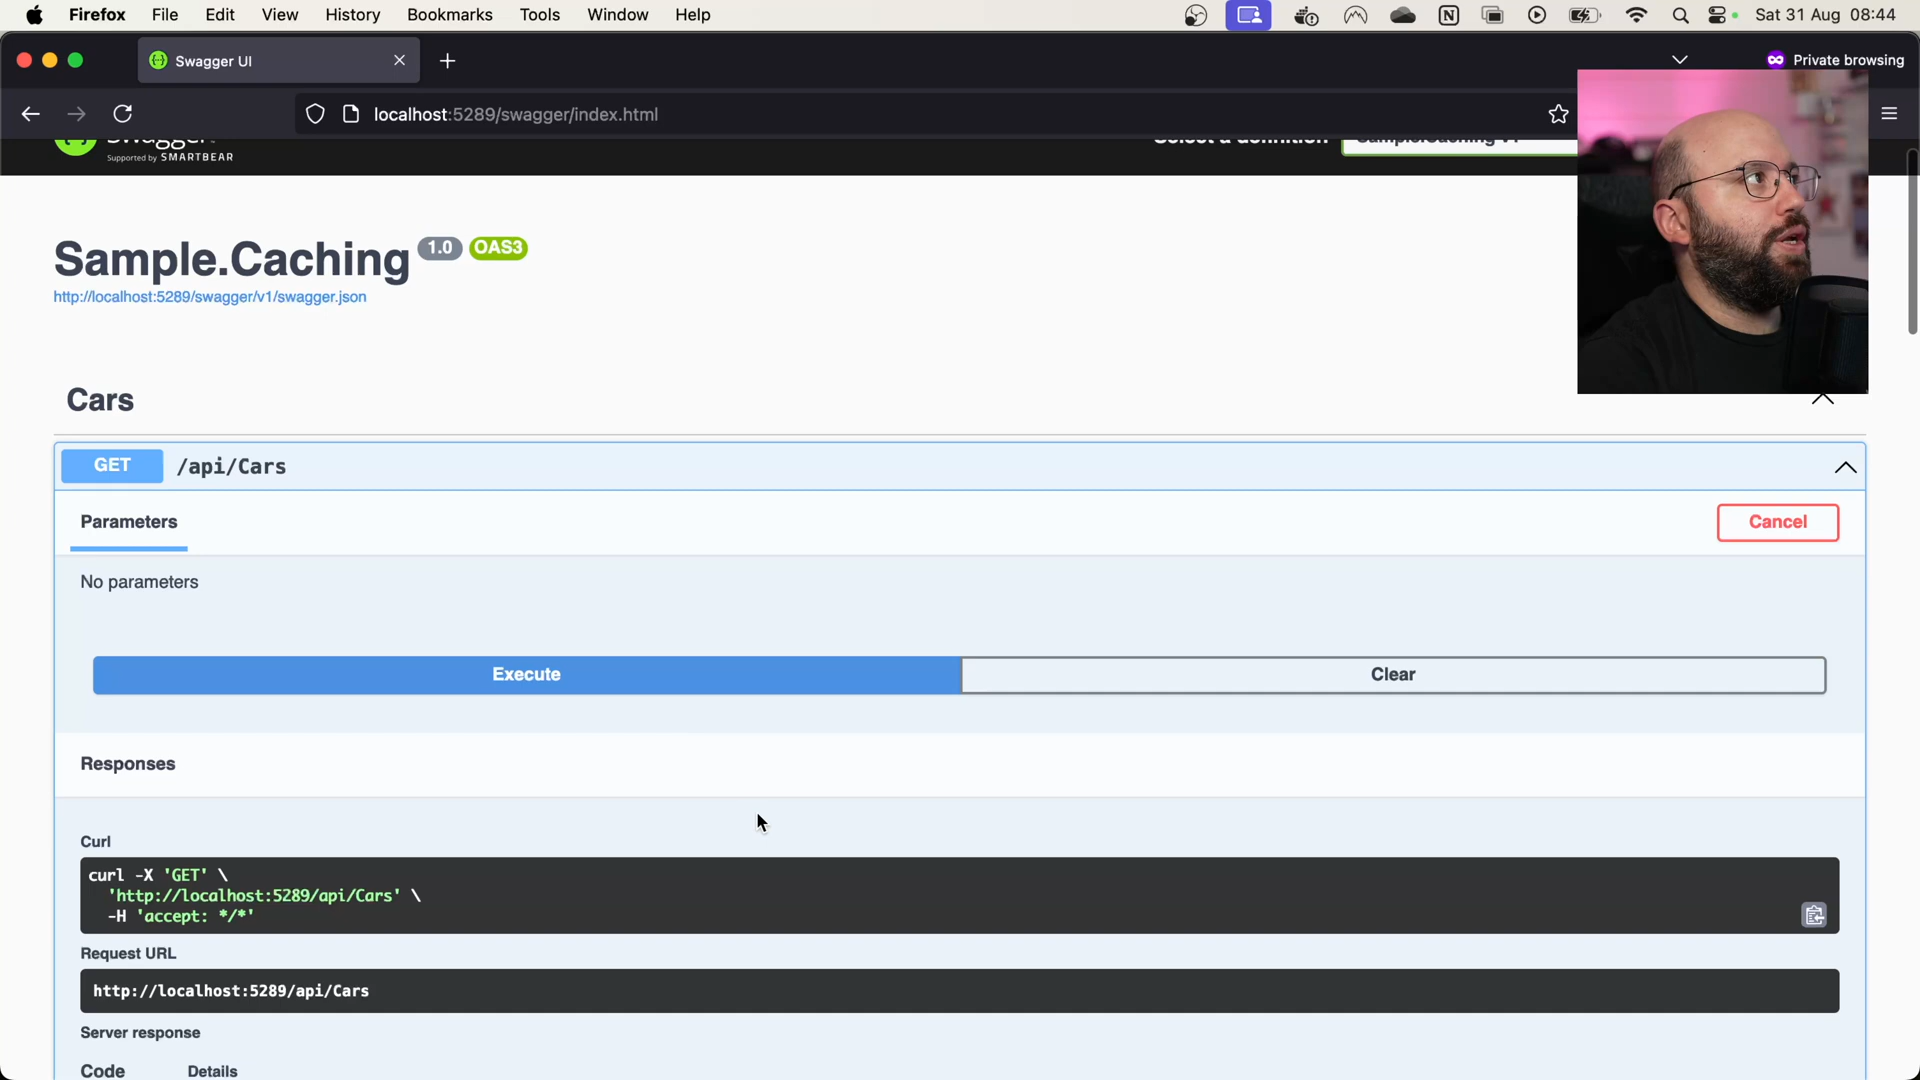 Firefox File Edit View History Bookmarks Tools Window Help Sat 31 Aug 08:44
Swagger UI
Private browsing
localhost:5289/swagger/index.html
Swagger
Select a definition
Supported by SMARTBEAR
Sample.Caching 1.0 OAS3
http://localhost:5289/swagger/v1/swagger.json
Cars
GET /api/Cars
Parameters
Cancel
No parameters
Execute
Clear
Responses
Curl
curl -X 'GET' \
'http://localhost:5289/api/Cars' \
-H 'accept: */*'
Request URL
http://localhost:5289/api/Cars
Server response
Code Details